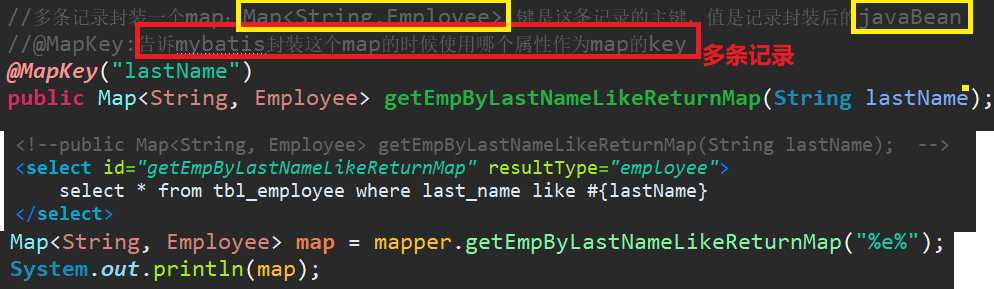 //多条记录封装一个map：Map<String,Employee> 键是这条记录的主键，值是记录封装后的javaBean
//@MapKey:告诉mybatis封装这个map的时候使用哪个属性作为map的key
多条记录
@MapKey("lastName")
public Map<String, Employee> getEmpByLastNameLikeReturnMap(String lastName);
<!--public Map<String, Employee> getEmpByLastNameLikeReturnMap(String lastName);  -->
<select id="getEmpByLastNameLikeReturnMap" resultType="employee">
select * from tbl_employee where last_name like #{lastName}
</select>
Map<String, Employee> map = mapper.getEmpByLastNameLikeReturnMap("%e%");
System.out.println(map);